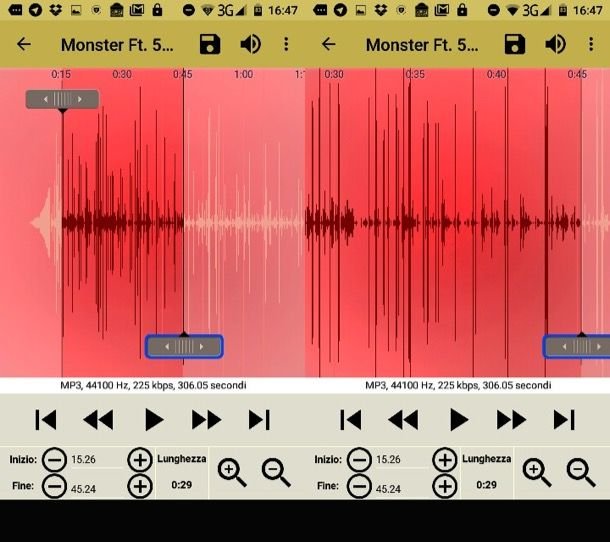 3G 16:47
Monster Ft. 5...
0:15 0:30 0:45 1:00
MP3, 44100 Hz, 225 kbps, 306.05 secondi
Inizio: 15.26
Lunghezza
Fine: 45.24
0:29
3G 16:47
Monster Ft. 5...
0:30 0:35 0:40 0:45
MP3, 44100 Hz, 225 kbps, 306.05 secondi
Inizio: 15.26
Lunghezza
Fine: 45.24
0:29